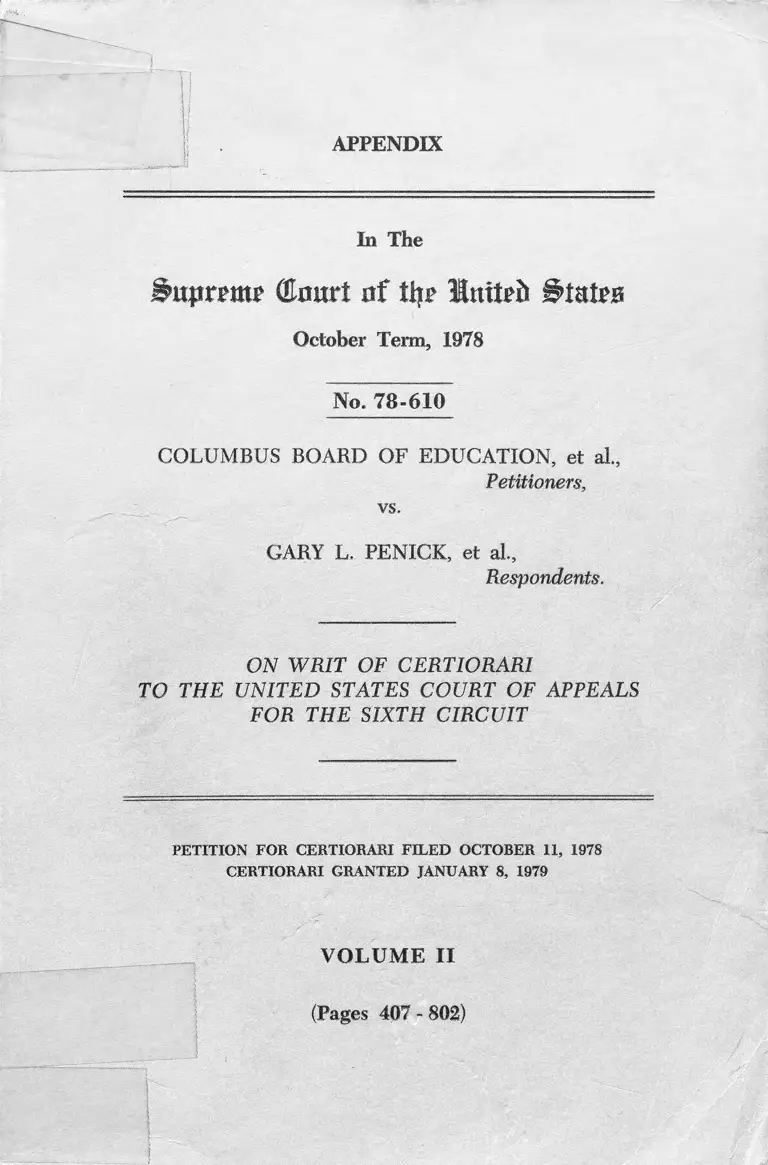 APPENDIX
In The
Supreme Court of the United States
October Term, 1978
No. 78-610
COLUMBUS BOARD OF EDUCATION, et al.,
Petitioners,
vs.
GARY L. PENICK, et al.,
Respondents.
ON WRIT OF CERTIORARI
TO THE UNITED STATES COURT OF APPEALS
FOR THE SIXTH CIRCUIT
PETITION FOR CERTIORARI FILED OCTOBER 11, 1978
CERTIORARI GRANTED JANUARY 8, 1979
VOLUME II
(Pages 407 - 802)